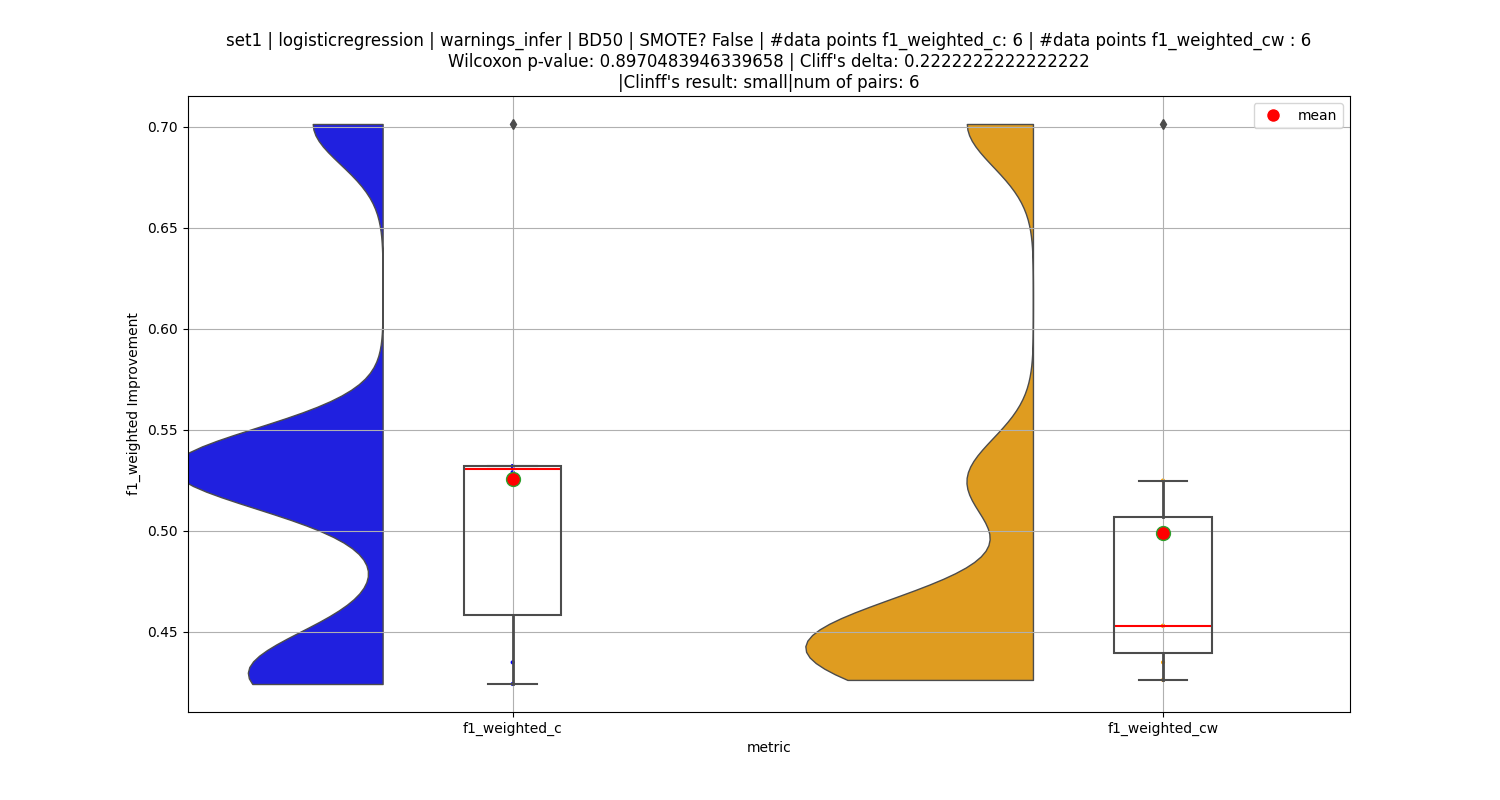 set1 | logisticregression | warnings_infer | BD50 | SMOTE? False | #data points f1_weighted_c: 6 | #data points f1_weighted_cw : 6
Wilcoxon p-value: 0.8970483946339658 | Cliff's delta: 0.2222222222222222
|Clinff's result: small|num of pairs: 6
mean
f1_weighted Improvement
0.70
0.65
0.60
0.55
0.50
0.45
f1_weighted_c
f1_weighted_cw
metric